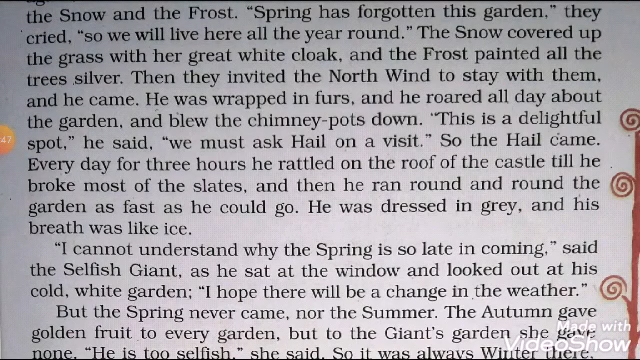 the Snow and the Frost. “Spring has forgotten this garden,” they
cried, “so we will live here all the year round.” The Snow covered up
the grass with her great white cloak, and the Frost painted all the
trees silver. Then they invited the North Wind to stay with them,
and he came. He was wrapped in furs, and he roared all day about
the garden, and blew the chimney-pots down. “This is a delightful
spot,” he said, “we must ask Hail on a visit.” So the Hail came.
Every day for three hours he rattled on the roof of the castle till he
broke most of the slates, and then he ran round and round the
garden as fast as he could go. He was dressed in grey, and his
breath was like ice.
“I cannot understand why the Spring is so late in coming,” said
the Selfish Giant, as he sat at the window and looked out at his
cold, white garden; “I hope there will be a change in the weather.”
But the Spring never came, nor the Summer. The Autumn gave
golden fruit to every garden, but to the Giant's garden she gave
none. “He is too selfish,” she said. So it was always Winter there,
:47
Made with
VideoShow